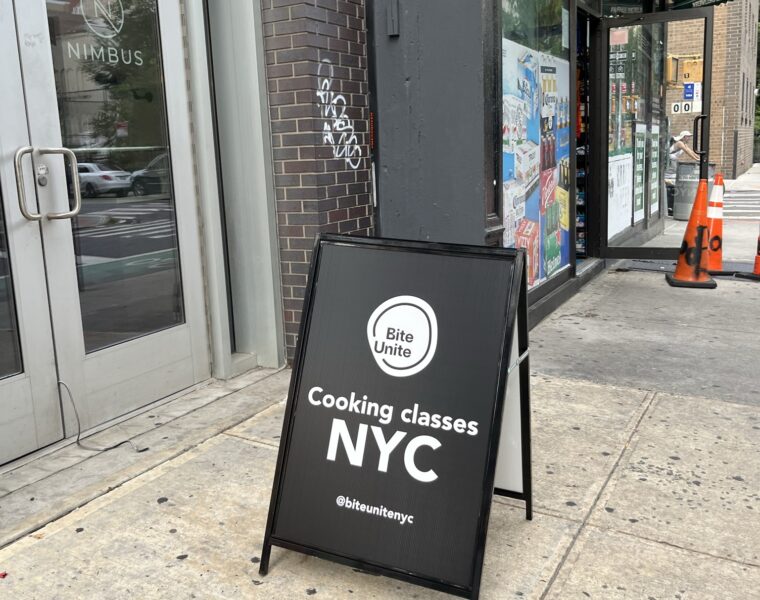 N
NIMBUS
Bite
Unite
Cooking classes
NYC
@biteunitenyc